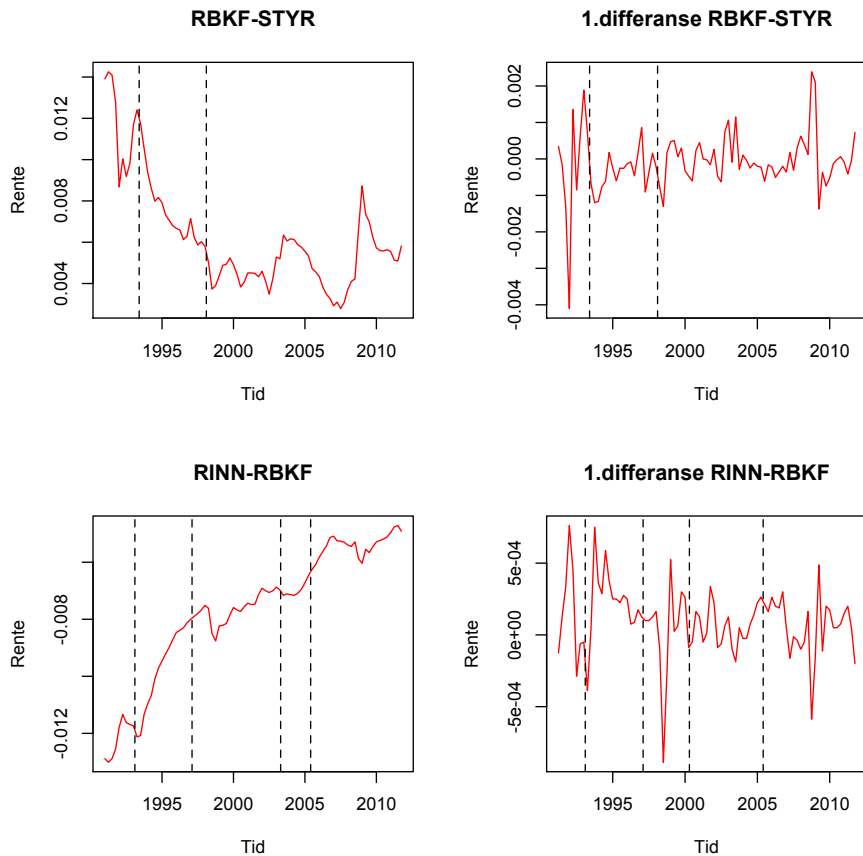 RBKF-STYR
Rente
0.012
0.008
0.004
1995 2000 2005 2010
Tid
1.differanse RBKF-STYR
Rente
0.002
0.000
-0.002
-0.004
1995 2000 2005 2010
Tid
RINN-RBKF
Rente
-0.008
-0.012
1995 2000 2005 2010
Tid
1.differanse RINN-RBKF
Rente
5e-04
0e+00
-5e-04
1995 2000 2005 2010
Tid